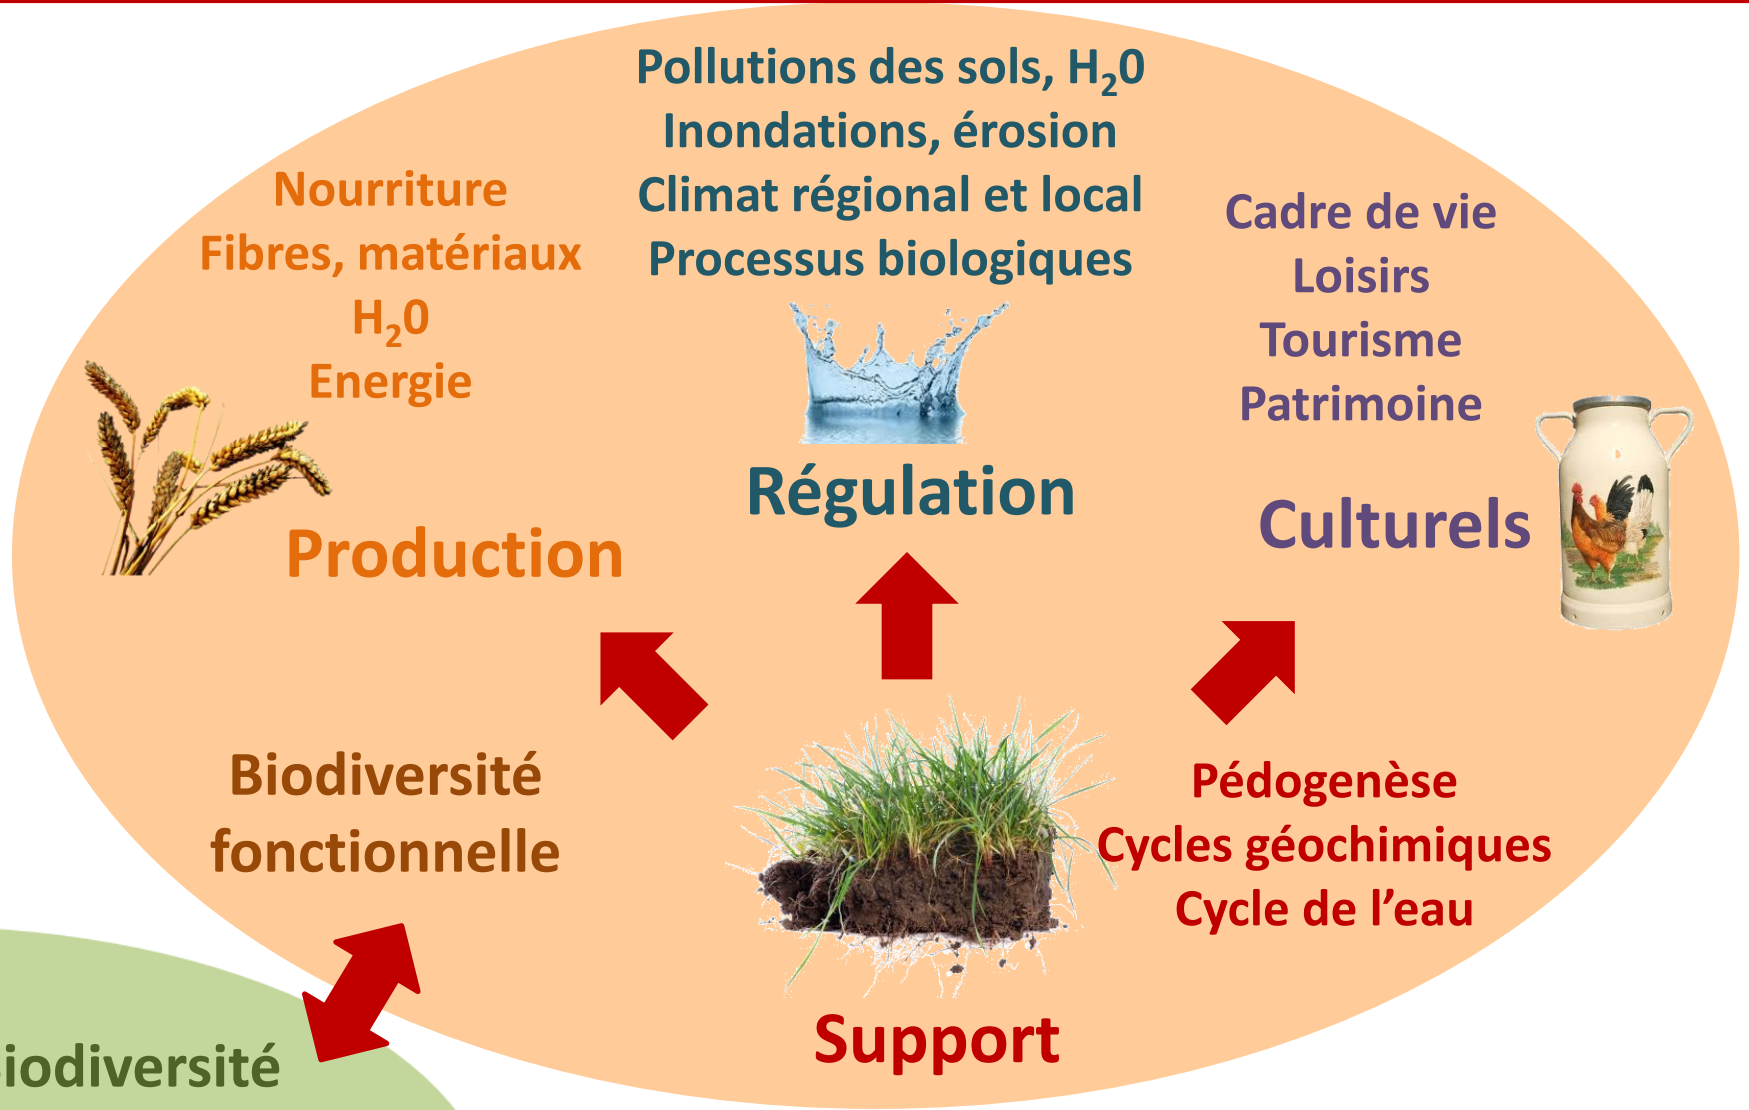 Pollutions des sols, H₂0
Inondations, érosion
Climat régional et local
Processus biologiques
Régulation
Nourriture
Fibres, matériaux
H₂0
Energie
Production
Cadre de vie
Loisirs
Tourisme
Patrimoine
Culturels
Biodiversité
fonctionnelle
Pédogenèse
Cycles géochimiques
Cycle de l’eau
Support
iodiversité